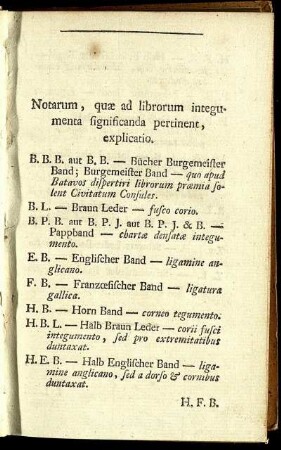 Notarum, quæ ad librorum integu-
menta significanda pertinent,
explicatio.
B. B. B. aut B. B. — Bücher Burgemeister
Band; Burgemeister Band — quo apud
Batavos dispertiri librorum præmia so-
lent Civitatum Consules.
B. L. — Braun Leder — fusco corio.
B. P. B. aut B. P. J. aut B. P. J. & B. —
Pappband — chartæ densatæ integu-
mento.
E. B. — Englischer Band — ligamine an-
glicano.
F. B. — Franzœsischer Band — ligatura
gallica.
H. B. — Horn Band — corneo tegumento.
H. B. L. — Halb Braun Leder — corii fusci
integumento, sed pro extremitatibus
duntaxat.
H. E. B. — Halb Englischer Band — liga-
mine anglicano, sed a dorso & cornibus
duntaxat.
H. F. B.